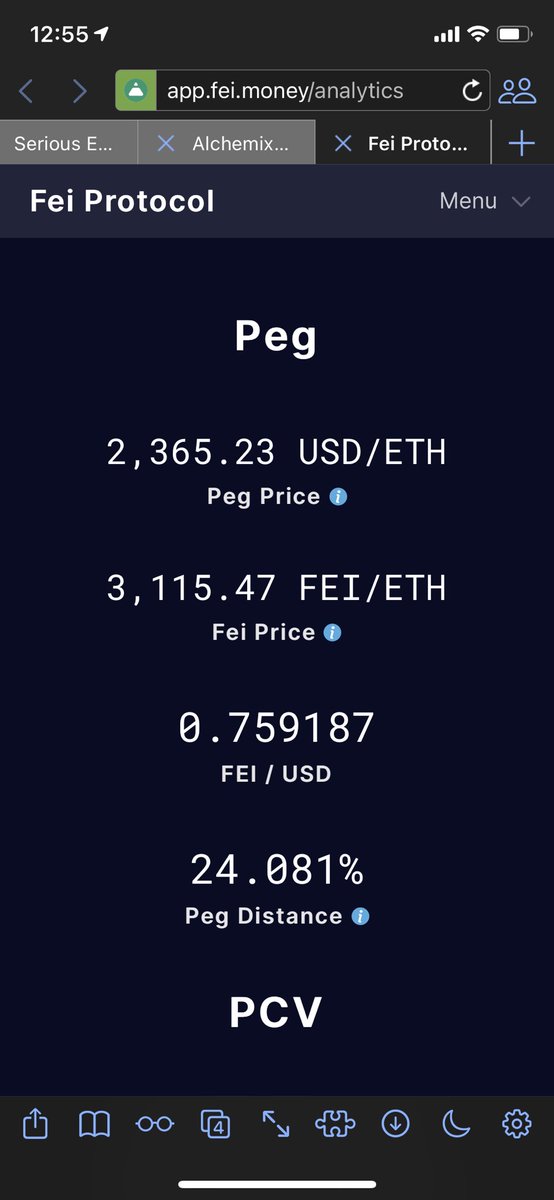 12:55
app.fei.money/analytics
Serious E...
Alchemix...
Fei Proto...
Fei Protocol
Menu
Peg
2,365.23 USD/ETH
Peg Price
3,115.47 FEI/ETH
Fei Price
0.759187
FEI / USD
24.081%
Peg Distance
PCV
4